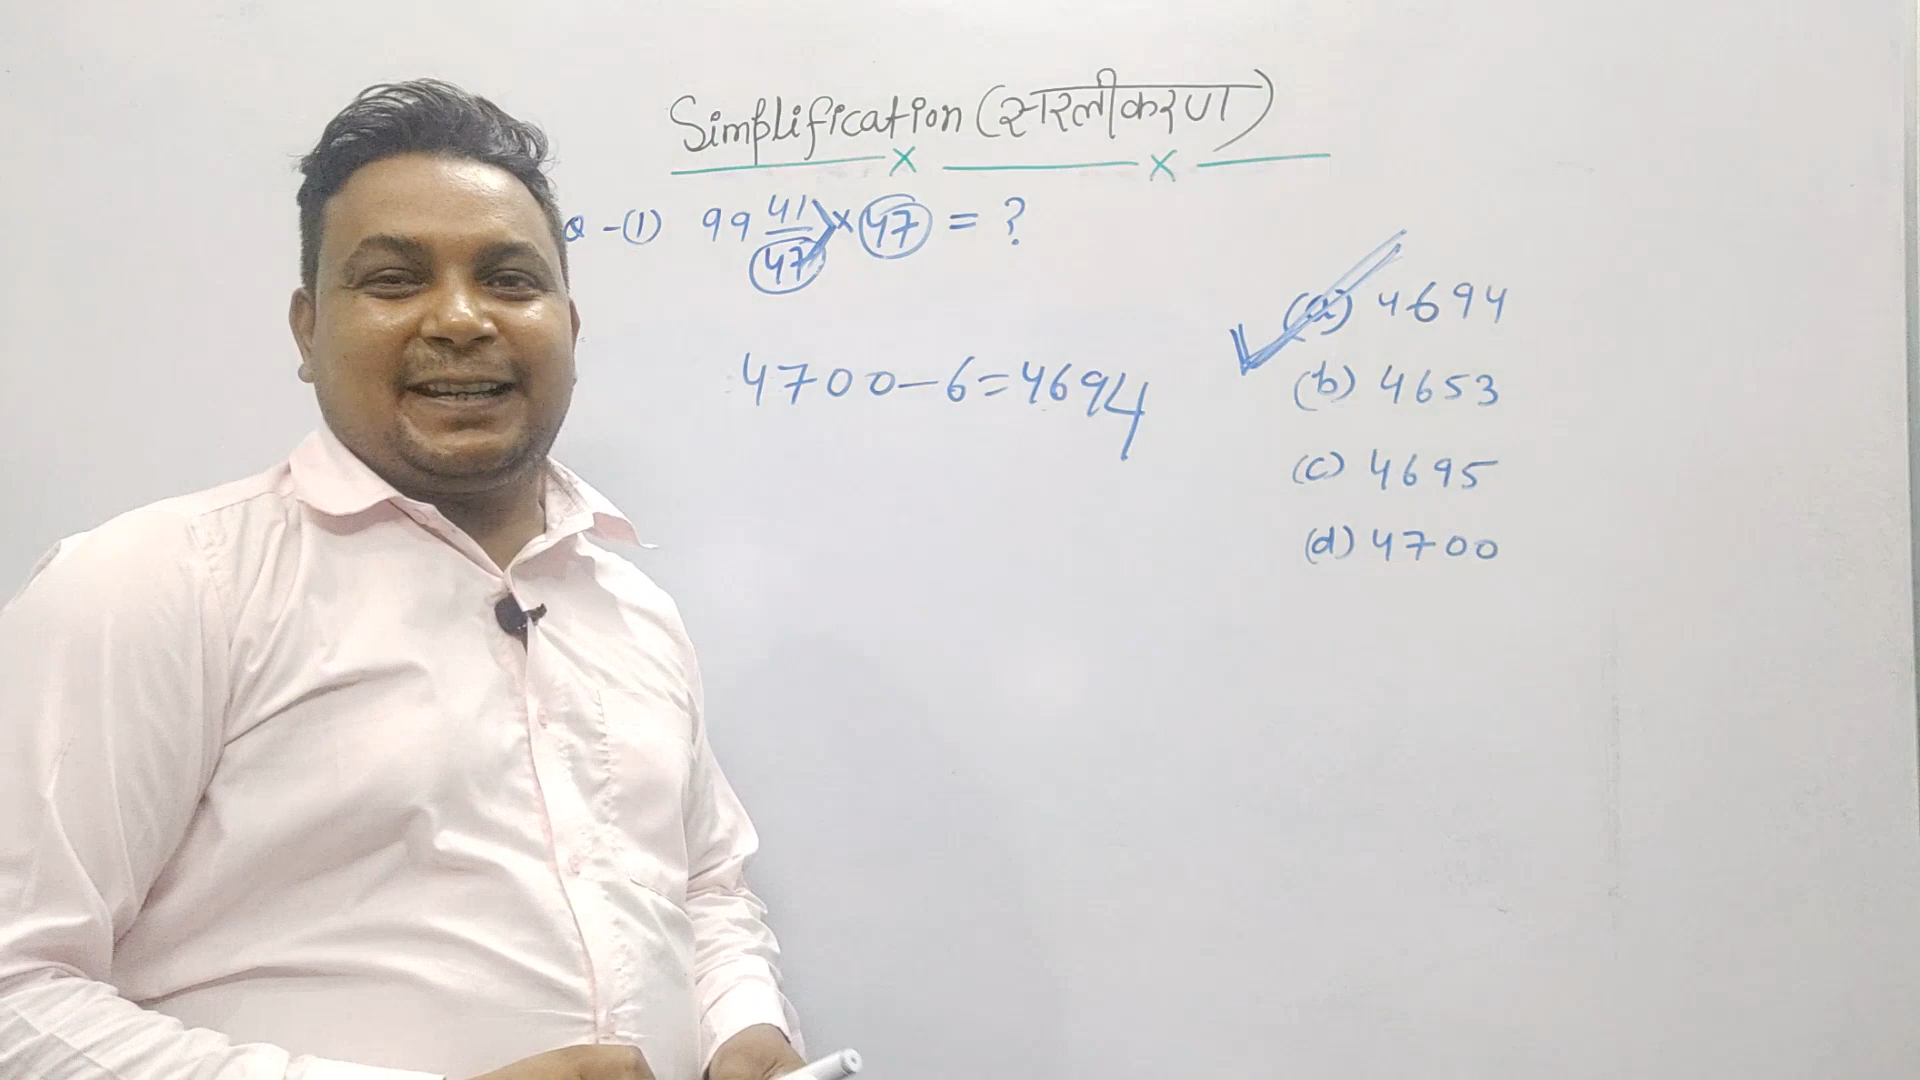 Simplification (सरलीकरण)
Q-(1) 99 41/47 × 47 = ?
4700-6=4694
(a) 4694
(b) 4653
(c) 4695
(d) 4700